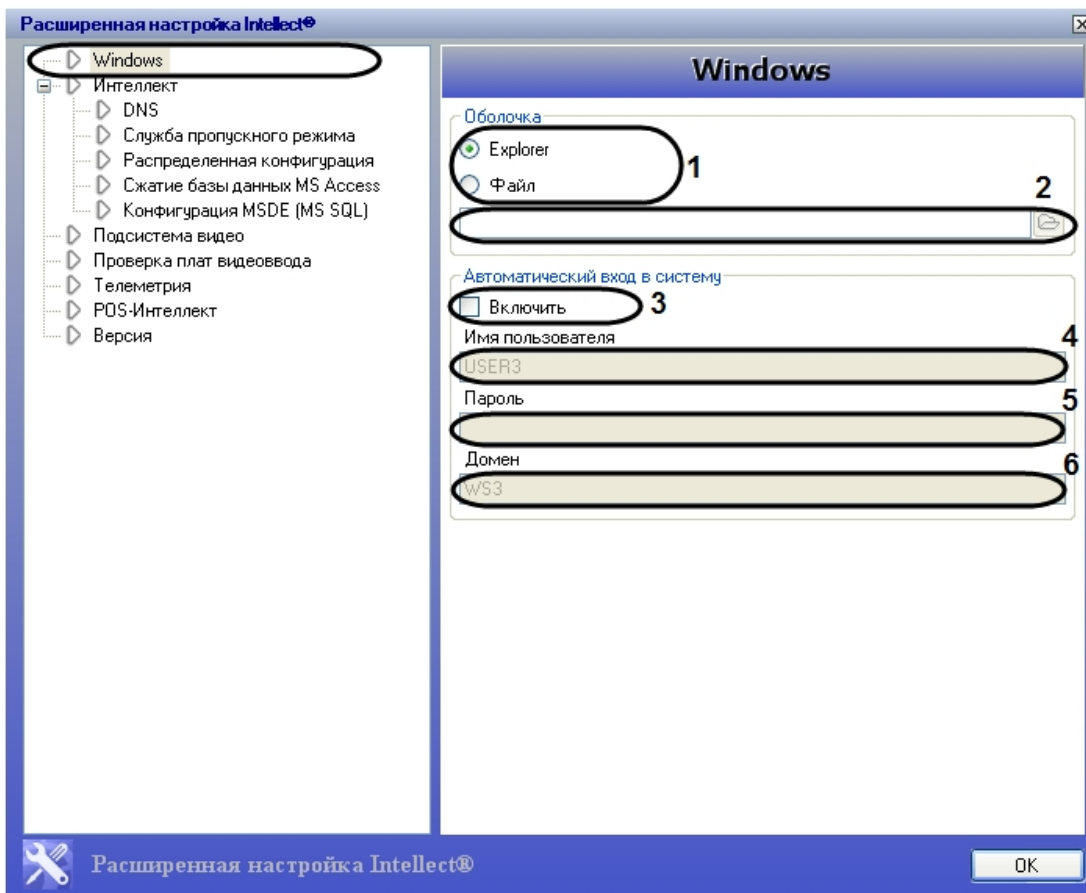 Расширенная настройка Intellect®
Windows
Интеллект
DNS
Служба пропускного режима
Распределенная конфигурация
Сжатие базы данных MS Access
Конфигурация MSDE (MS SQL)
Подсистема видео
Проверка плат видеоввода
Телеметрия
POS-Интеллект
Версия
Windows
Оболочка
Explorer
Файл
1
2
Автоматический вход в систему
Включить
3
Имя пользователя
4
USER3
Пароль
5
Домен
6
WS3
Расширенная настройка Intellect®
OK